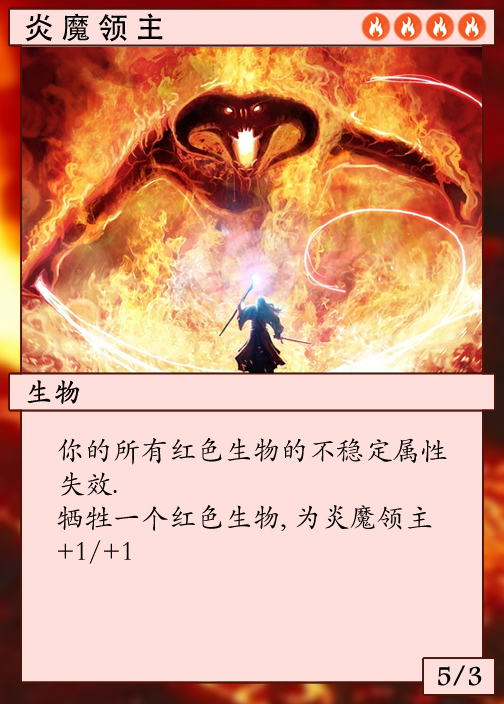 炎魔领主
生物
你的所有红色生物的不稳定属性
失效.
牺牲一个红色生物, 为炎魔领主
+1/+1
5/3